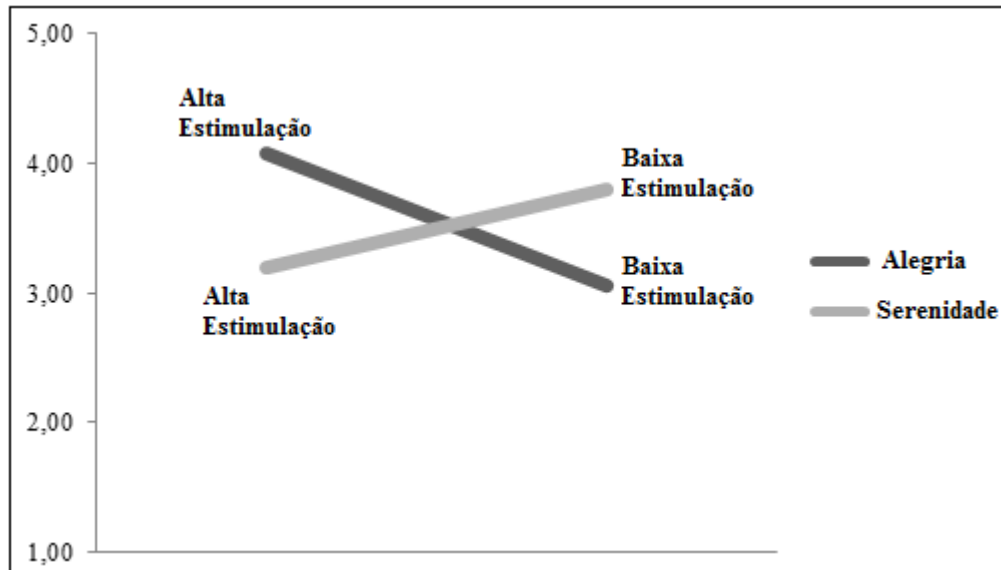 5,00
Alta
Estimulação
4,00
Baixa
Estimulação
Baixa
Estimulação
Alegria
3,00
Alta
Estimulação
Serenidade
2,00
1,00